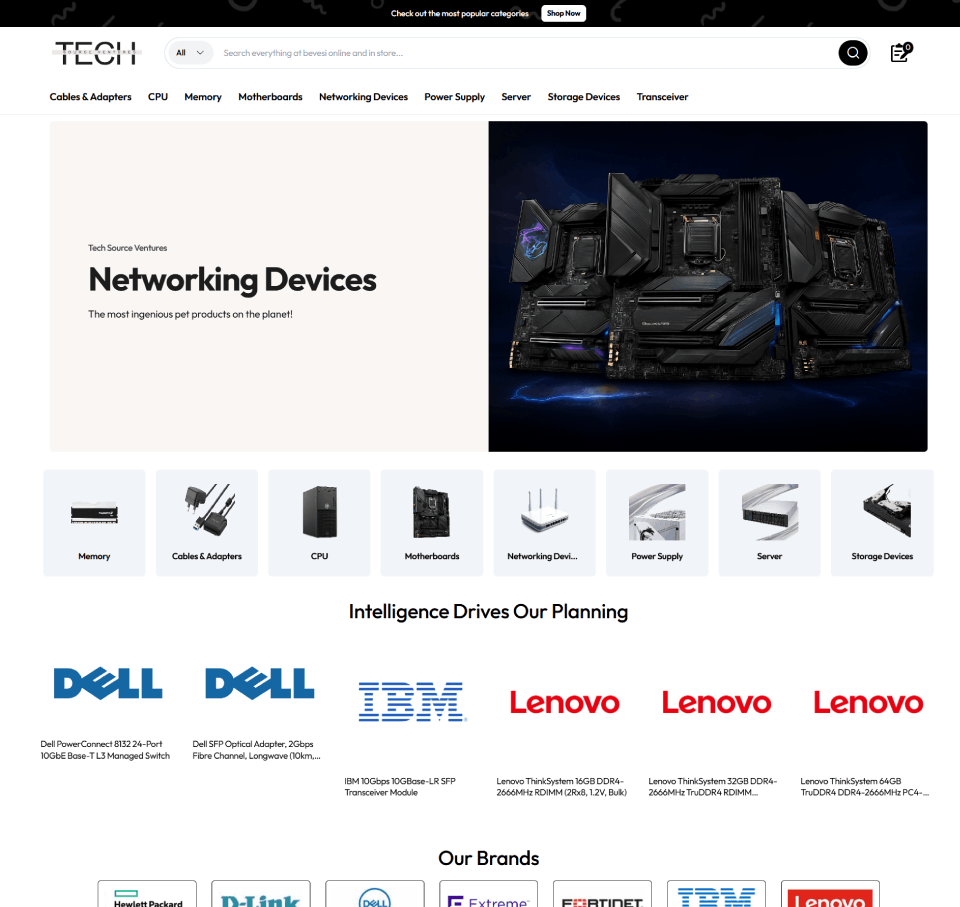 Check out the most popular categories Shop Now
TECH
SOURCE VENTURES
All Search everything at bevesi online and in store...
0
Cables & Adapters CPU Memory Motherboards Networking Devices Power Supply Server Storage Devices Transceiver
Tech Source Ventures
Networking Devices
The most ingenious pet products on the planet!
Memory Cables & Adapters CPU Motherboards Networking Devi... Power Supply Server Storage Devices
Intelligence Drives Our Planning
DELL DELL IBM Lenovo Lenovo Lenovo
Dell PowerConnect 8132 24-Port
10GbE Base-T L3 Managed Switch
Dell SFP Optical Adapter, 2Gbps
Fibre Channel, Longwave (10km,...
IBM 10Gbps 10GBase-LR SFP
Transceiver Module
Lenovo ThinkSystem 16GB DDR4-
2666MHz RDIMM (2Rx8, 1.2V, Bulk)
Lenovo ThinkSystem 32GB DDR4-
2666MHz TruDDR4 RDIMM...
Lenovo ThinkSystem 64GB
TruDDR4 DDR4-2666MHz PC4-...
Our Brands
Hewlett Packard D-Link DELL Extreme FORTINET IBM Lenovo